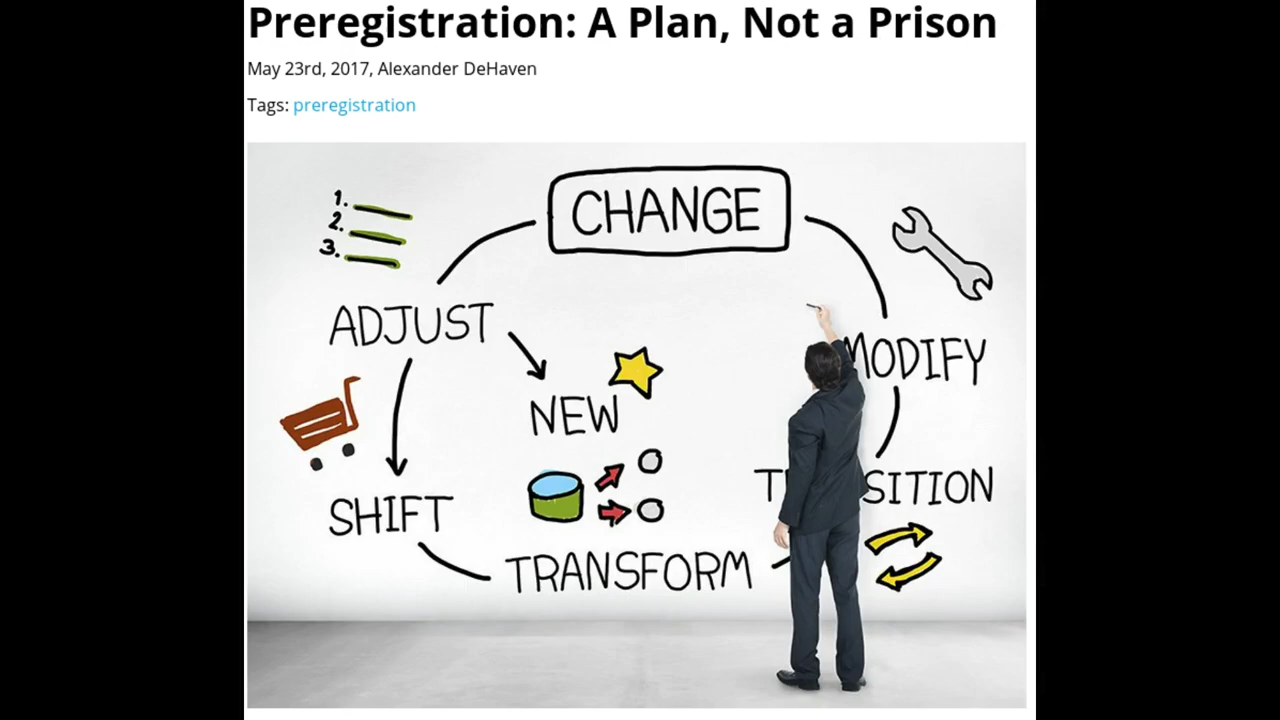 Preregistration: A Plan, Not a Prison
May 23rd, 2017, Alexander DeHaven
Tags: preregistration
CHANGE
1.
2.
3.
ADJUST
MODIFY
NEW
SHIFT
TRANSFORM